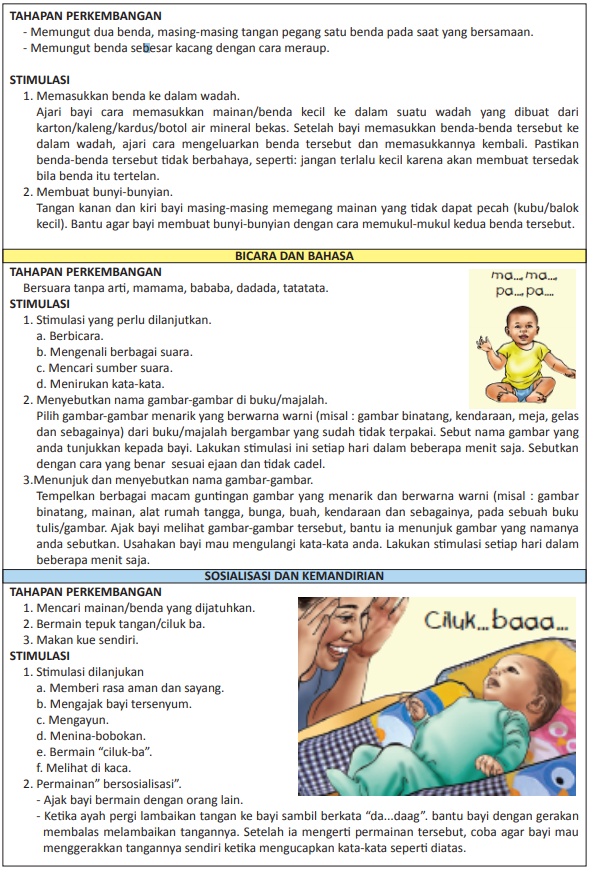 TAHAPAN PERKEMBANGAN
- Memungut dua benda, masing-masing tangan pegang satu benda pada saat yang bersamaan.
- Memungut benda sebesar kacang dengan cara meraup.
STIMULASI
1. Memasukkan benda ke dalam wadah.
Ajari bayi cara memasukkan mainan/benda kecil ke dalam suatu wadah yang dibuat dari
karton/kaleng/kardus/botol air mineral bekas. Setelah bayi memasukkan benda-benda tersebut ke
dalam wadah, ajari cara mengeluarkan benda tersebut dan memasukkannya kembali. Pastikan
benda-benda tersebut tidak berbahaya, seperti: jangan terlalu kecil karena akan membuat tersedak
bila benda itu tertelan.
2. Membuat bunyi-bunyian.
Tangan kanan dan kiri bayi masing-masing memegang mainan yang tidak dapat pecah (kubu/balok
kecil). Bantu agar bayi membuat bunyi-bunyian dengan cara memukul-mukul kedua benda tersebut.
BICARA DAN BAHASA
TAHAPAN PERKEMBANGAN
Bersuara tanpa arti, mamama, bababa, dadada, tatatata.
STIMULASI
1. Stimulasi yang perlu dilanjutkan.
a. Berbicara.
b. Mengenali berbagai suara.
c. Mencari sumber suara.
d. Menirukan kata-kata.
ma...ma...
pa...pa....
2. Menyebutkan nama gambar-gambar di buku/majalah.
Pilih gambar-gambar menarik yang berwarna warni (misal : gambar binatang, kendaraan, meja, gelas
dan sebagainya) dari buku/majalah bergambar yang sudah tidak terpakai. Sebut nama gambar yang
anda tunjukkan kepada bayi. Lakukan stimulasi ini setiap hari dalam beberapa menit saja. Sebutkan
dengan cara yang benar sesuai ejaan dan tidak cadel.
3.Menunjuk dan menyebutkan nama gambar-gambar.
Tempelkan berbagai macam guntingan gambar yang menarik dan berwarna warni (misal : gambar
binatang, mainan, alat rumah tangga, bunga, buah, kendaraan dan sebagainya, pada sebuah buku
tulis/gambar. Ajak bayi melihat gambar-gambar tersebut, bantu ia menunjuk gambar yang namanya
anda sebutkan. Usahakan bayi mau mengulangi kata-kata anda. Lakukan stimulasi setiap hari dalam
beberapa menit saja.
SOSIALISASI DAN KEMANDIRIAN
TAHAPAN PERKEMBANGAN
1. Mencari mainan/benda yang dijatuhkan.
2. Bermain tepuk tangan/ciluk ba.
3. Makan kue sendiri.
STIMULASI
1. Stimulasi dilanjukan
a. Memberi rasa aman dan sayang.
b. Mengajak bayi tersenyum.
c. Mengayun.
d. Menina-bobokan.
e. Bermain “ciluk-ba”.
f. Melihat di kaca.
Ciluk...baaa...
2. Permainan” bersosialisasi”.
- Ajak bayi bermain dengan orang lain.
- Ketika ayah pergi lambaikan tangan ke bayi sambil berkata “da...daag”. bantu bayi dengan gerakan
membalas melambaikan tangannya. Setelah ia mengerti permainan tersebut, coba agar bayi mau
menggerakkan tangannya sendiri ketika mengucapkan kata-kata seperti diatas.